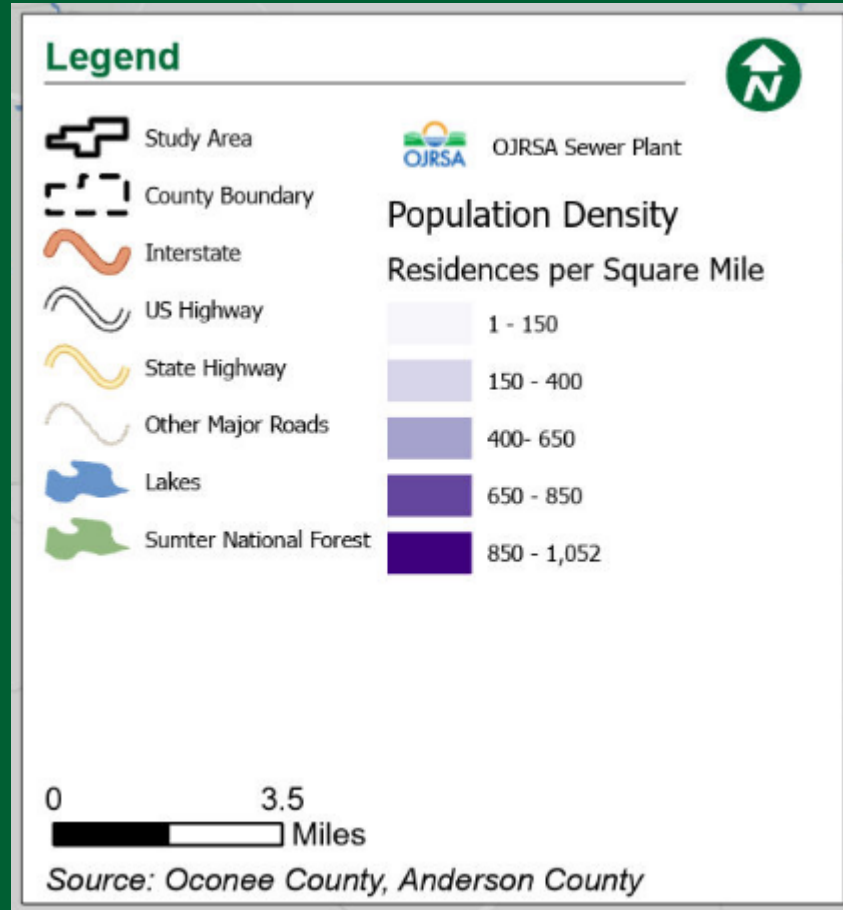 Legend
N
Study Area
County Boundary
Interstate
US Highway
State Highway
Other Major Roads
Lakes
Sumter National Forest
OJRSA
OJRSA Sewer Plant
Population Density
Residences per Square Mile
1 - 150
150 - 400
400- 650
650 - 850
850 - 1,052
0 3.5
Miles
Source: Oconee County, Anderson County